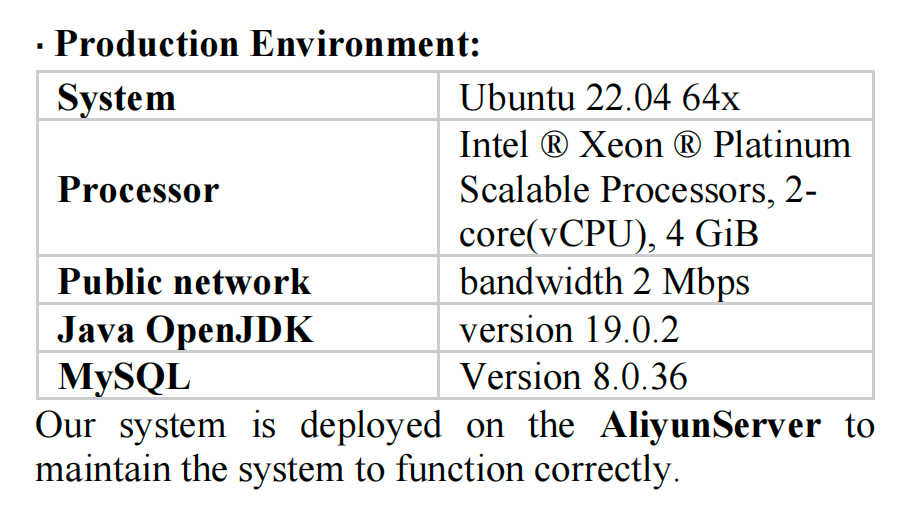 · Production Environment:
System Ubuntu 22.04 64x
Processor Intel ® Xeon ® Platinum
Scalable Processors, 2-
core(vCPU), 4 GiB
Public network bandwidth 2 Mbps
Java OpenJDK version 19.0.2
MySQL Version 8.0.36
Our system is deployed on the AliyunServer to
maintain the system to function correctly.